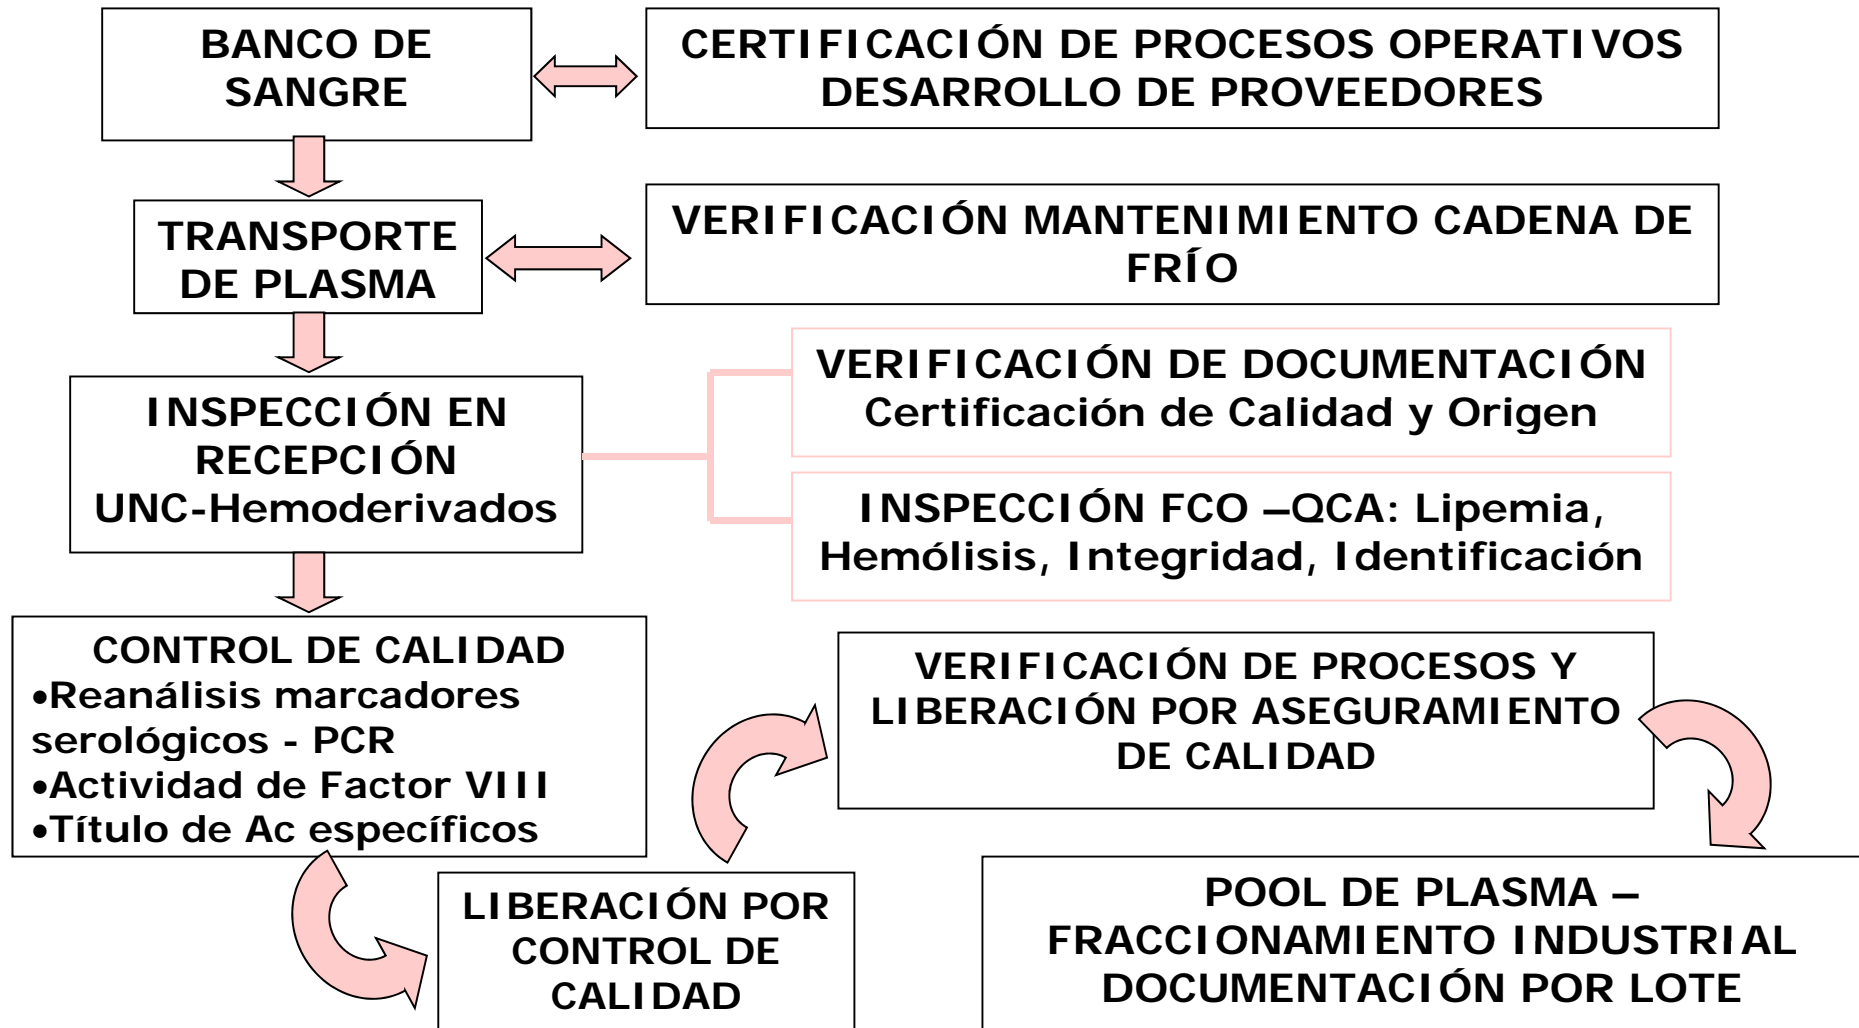 BANCO DE
SANGRE
CERTIFICACIÓN DE PROCESOS OPERATIVOS
DESARROLLO DE PROVEEDORES
TRANSPORTE
DE PLASMA
VERIFICACIÓN MANTENIMIENTO CADENA DE
FRÍO
INSPECCIÓN EN
RECEPCIÓN
UNC-Hemoderivados
VERIFICACIÓN DE DOCUMENTACIÓN
Certificación de Calidad y Origen
INSPECCIÓN FCO –QCA: Lipemia,
Hemólisis, Integridad, Identificación
CONTROL DE CALIDAD
•Reanálisis marcadores
serológicos - PCR
•Actividad de Factor VIII
•Título de Ac específicos
LIBERACIÓN POR
CONTROL DE
CALIDAD
VERIFICACIÓN DE PROCESOS Y
LIBERACIÓN POR ASEGURAMIENTO
DE CALIDAD
POOL DE PLASMA –
FRACCIONAMIENTO INDUSTRIAL
DOCUMENTACIÓN POR LOTE